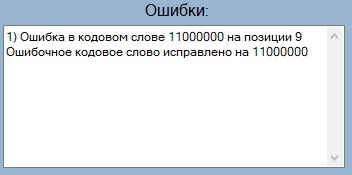 Ошибки:
1) Ошибка в кодовом слове 11000000 на позиции 9
Ошибочное кодовое слово исправлено на 11000000